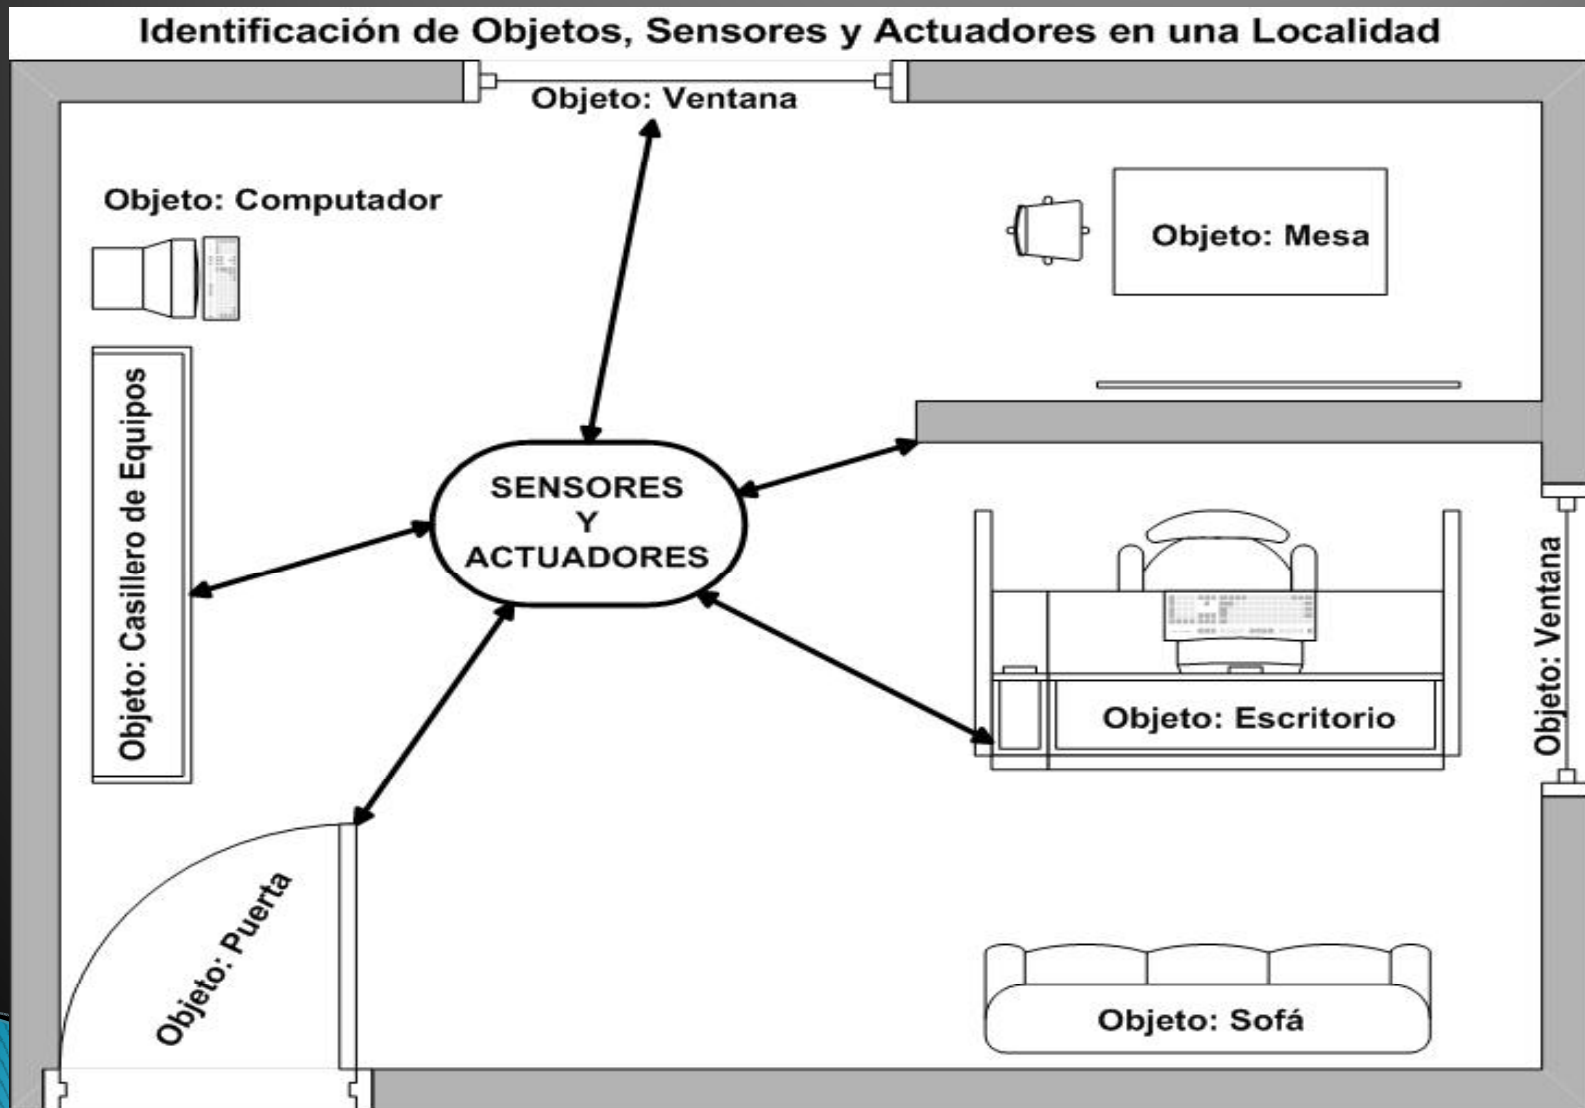 Identificación de Objetos, Sensores y Actuadores en una Localidad
Objeto: Ventana
Objeto: Computador
Objeto: Mesa
Objeto: Casillero de Equipos
SENSORES
Y
ACTUADORES
Objeto: Ventana
Objeto: Escritorio
Objeto: Puerta
Objeto: Sofá